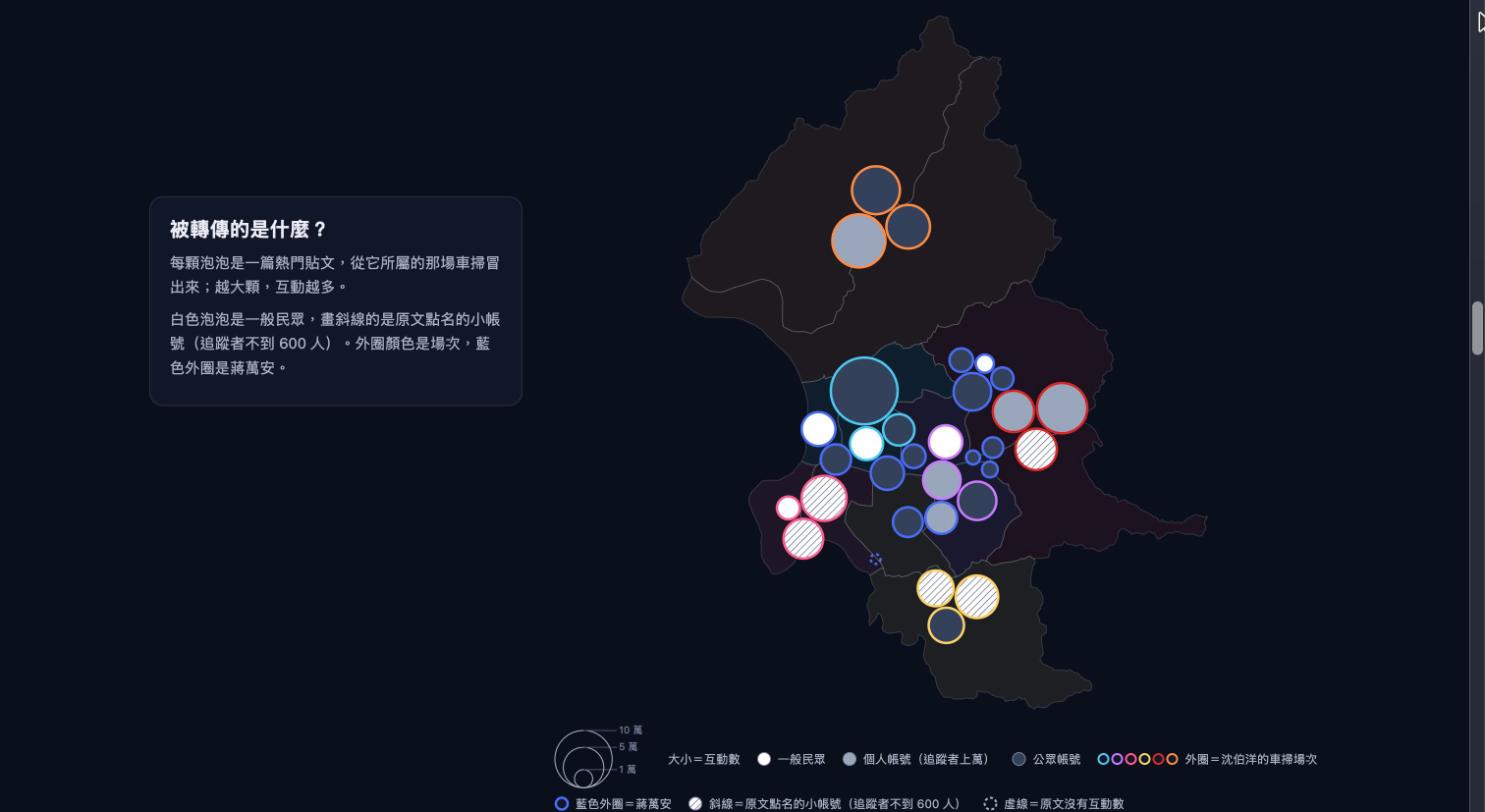 被轉傳的是什麼？
每顆泡泡是一篇熱門貼文，從它所屬的那場車掃冒
出來；越大顆，互動越多。
白色泡泡是一般民眾，畫斜線的是原文點名的小帳
號（追蹤者不到 600 人）。外圈顏色是場次，藍
色外圈是蔣萬安。
10 萬
5 萬
1 萬
大小＝互動數 一般民眾 個人帳號（追蹤者上萬） 公眾帳號 外圈＝沈伯洋的車掃場次
藍色外圈＝蔣萬安 斜線＝原文點名的小帳號（追蹤者不到 600 人） 虛線＝原文沒有互動數